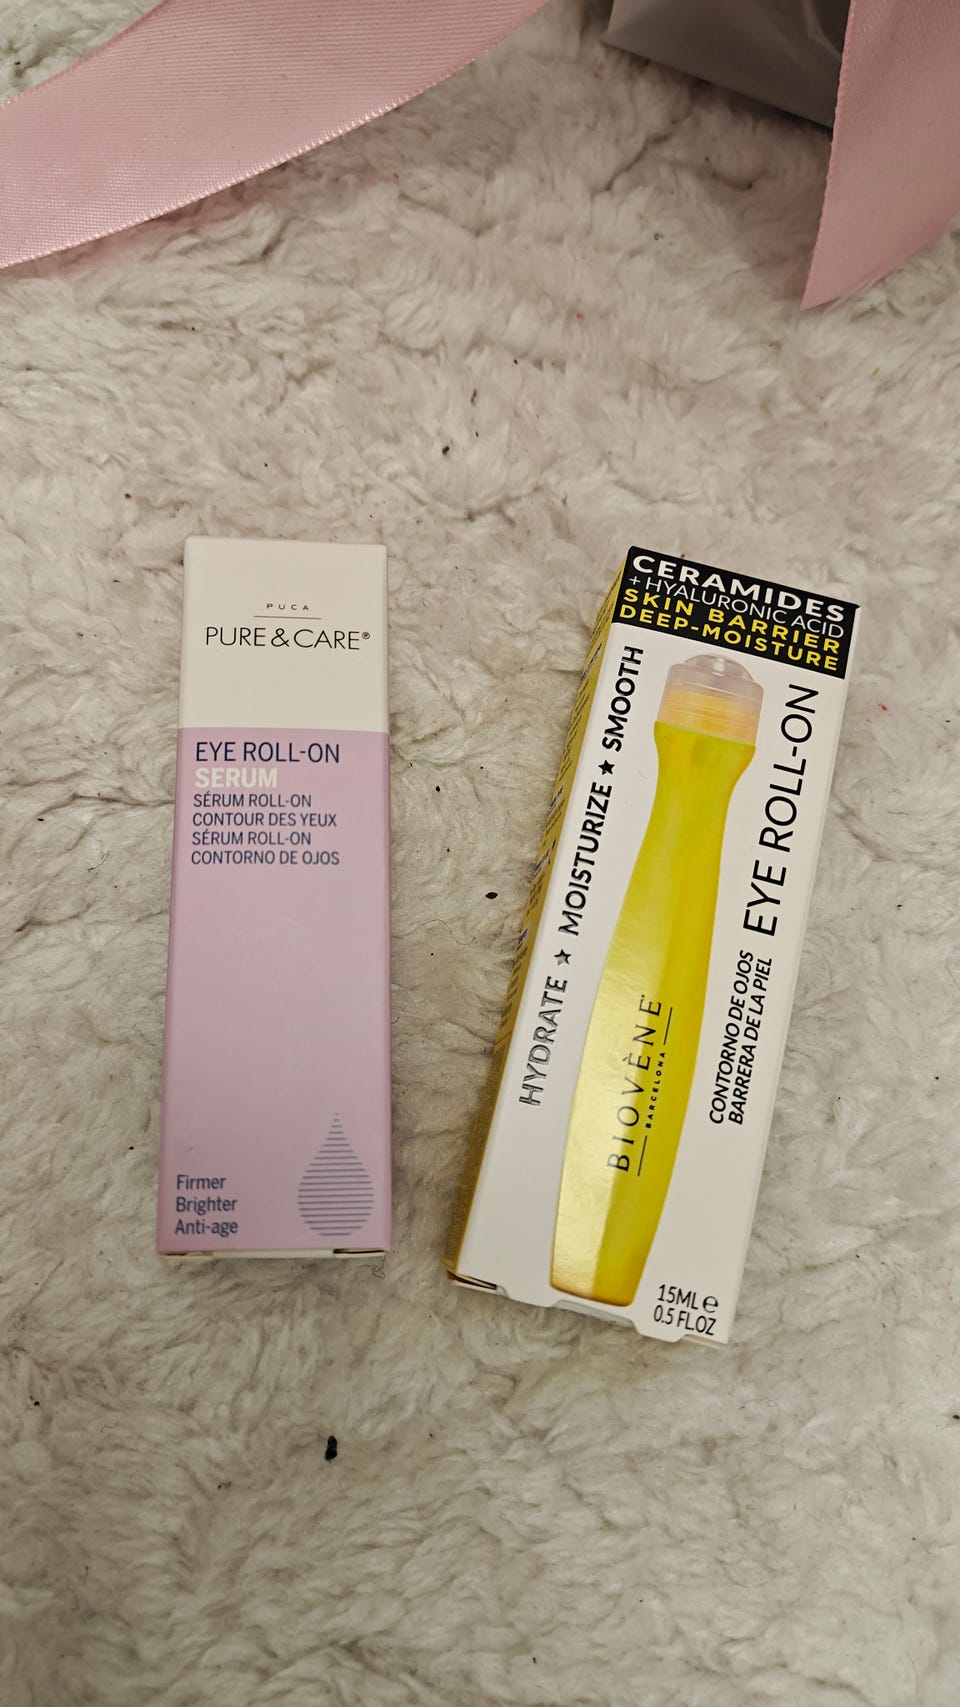 PUCA
PURE & CARE®
EYE ROLL-ON
SERUM
SÉRUM ROLL-ON
CONTOUR DES YEUX
SÉRUM ROLL-ON
CONTORNO DE OJOS
Firmer
Brighter
Anti-age
CERAMIDES
+ HYALURONIC ACID
SKIN BARRIER
DEEP-MOISTURE
HYDRATE ★ MOISTURIZE ★ SMOOTH
BIOVÈNE®
BARCELONA
EYE ROLL-ON
CONTORNO DE OJOS
BARRERA DE LA PIEL
15ML ℮
0.5 FLOZ